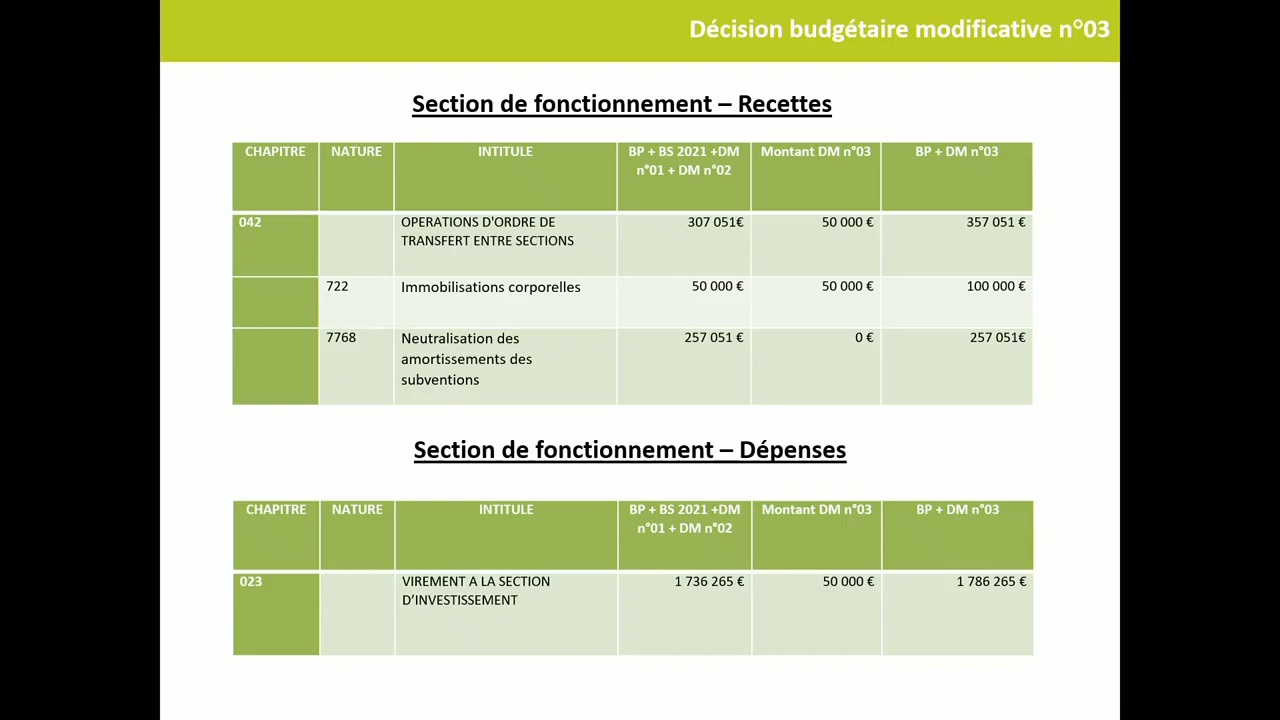 Décision budgétaire modificative n°03
Section de fonctionnement – Recettes
CHAPITRE NATURE INTITULE BP + BS 2021 +DM Montant DM n°03 BP + DM n°03
n°01 + DM n°02
042 OPERATIONS D'ORDRE DE 307 051€ 50 000 € 357 051 €
TRANSFERT ENTRE SECTIONS
722 Immobilisations corporelles 50 000 € 50 000 € 100 000 €
7768 Neutralisation des 257 051 € 0 € 257 051€
amortissements des
subventions
Section de fonctionnement – Dépenses
CHAPITRE NATURE INTITULE BP + BS 2021 +DM Montant DM n°03 BP + DM n°03
n°01 + DM n°02
023 VIREMENT A LA SECTION 1 736 265 € 50 000 € 1 786 265 €
D’INVESTISSEMENT